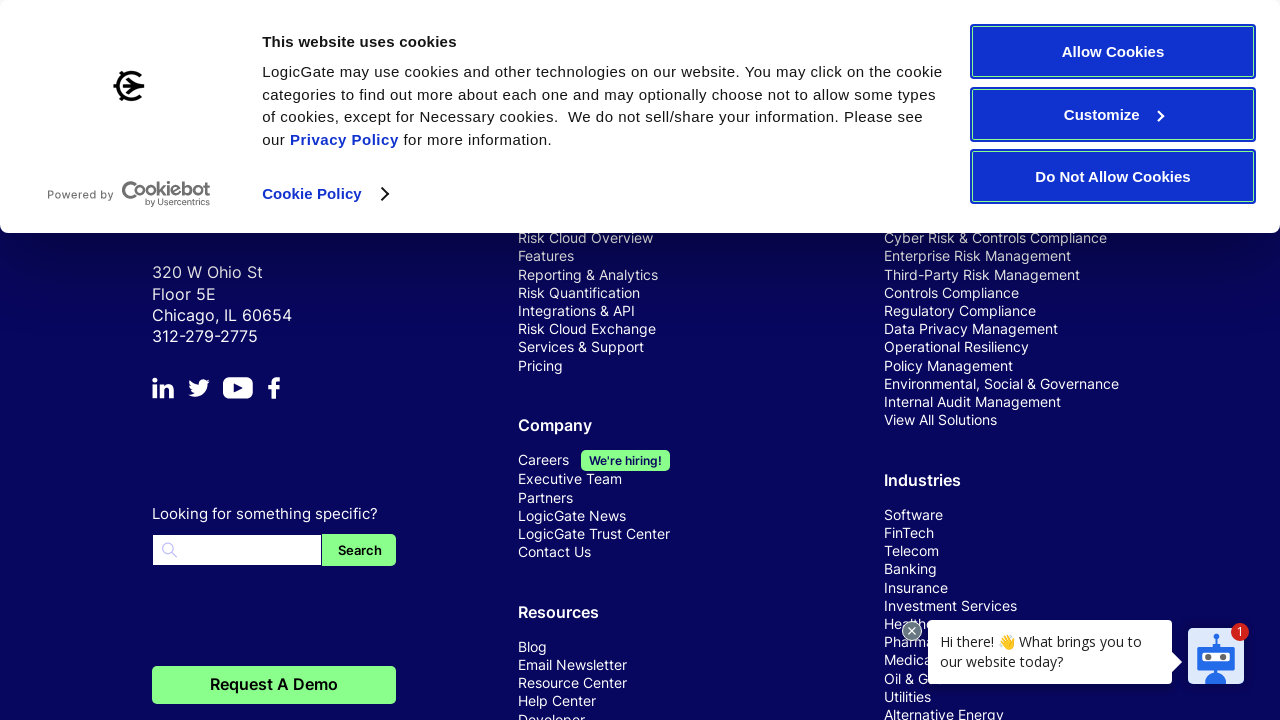 This website uses cookies
LogicGate may use cookies and other technologies on our website. You may click on the cookie
categories to find out more about each one and may optionally choose not to allow some types
of cookies, except for Necessary cookies.  We do not sell/share your information. Please see
our Privacy Policy for more information.
Cookie Policy
Powered by Cookiebot
by Usercentrics
Allow Cookies
Customize
Do Not Allow Cookies
320 W Ohio St
Floor 5E
Chicago, IL 60654
312-279-2775
Looking for something specific?
Search
Request A Demo
Risk Cloud Overview
Features
Reporting & Analytics
Risk Quantification
Integrations & API
Risk Cloud Exchange
Services & Support
Pricing
Company
Careers We're hiring!
Executive Team
Partners
LogicGate News
LogicGate Trust Center
Contact Us
Resources
Blog
Email Newsletter
Resource Center
Help Center
Developer
Cyber Risk & Controls Compliance
Enterprise Risk Management
Third-Party Risk Management
Controls Compliance
Regulatory Compliance
Data Privacy Management
Operational Resiliency
Policy Management
Environmental, Social & Governance
Internal Audit Management
View All Solutions
Industries
Software
FinTech
Telecom
Banking
Insurance
Investment Services
Utilities
Alternative Energy
Hi there! 👋 What brings you to
our website today?
1